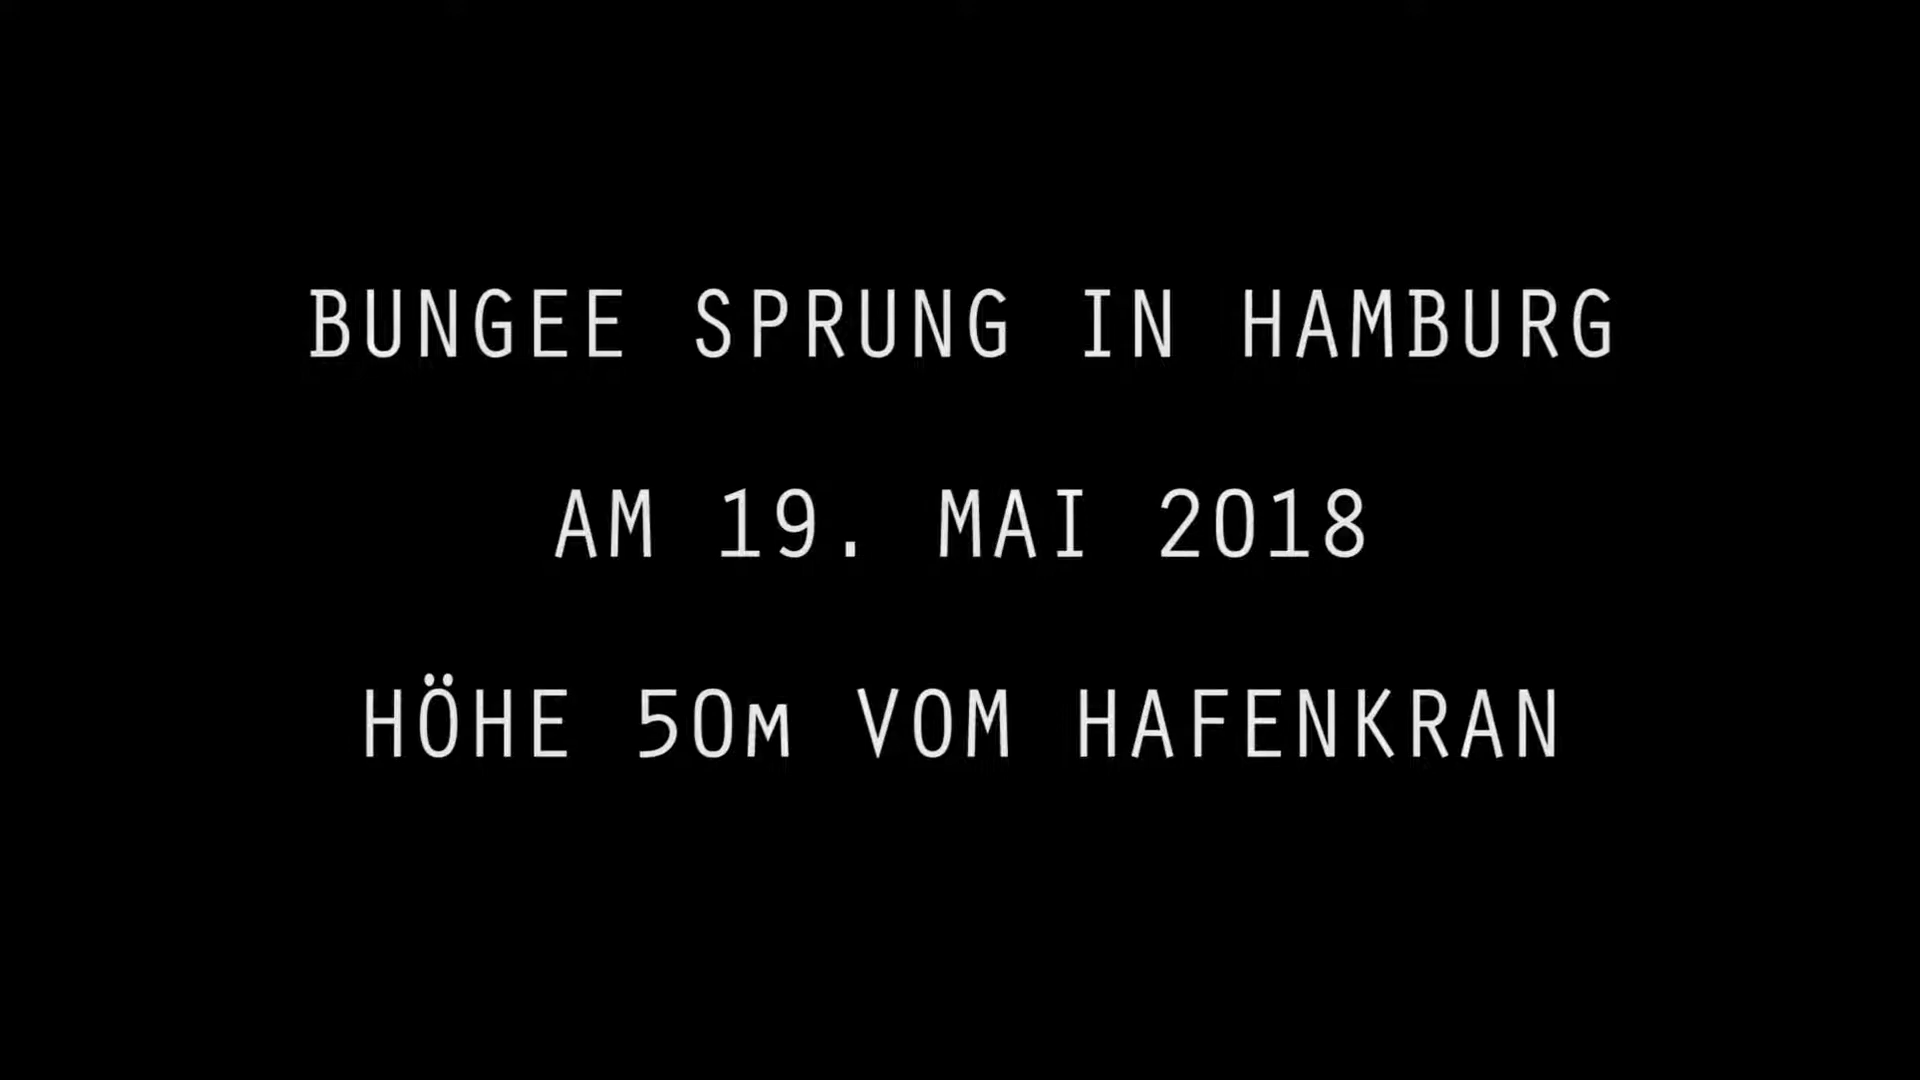 BUNGEE SPRUNG IN HAMBURG
AM 19. MAI 2018
HÖHE 50M VOM HAFENKRAN